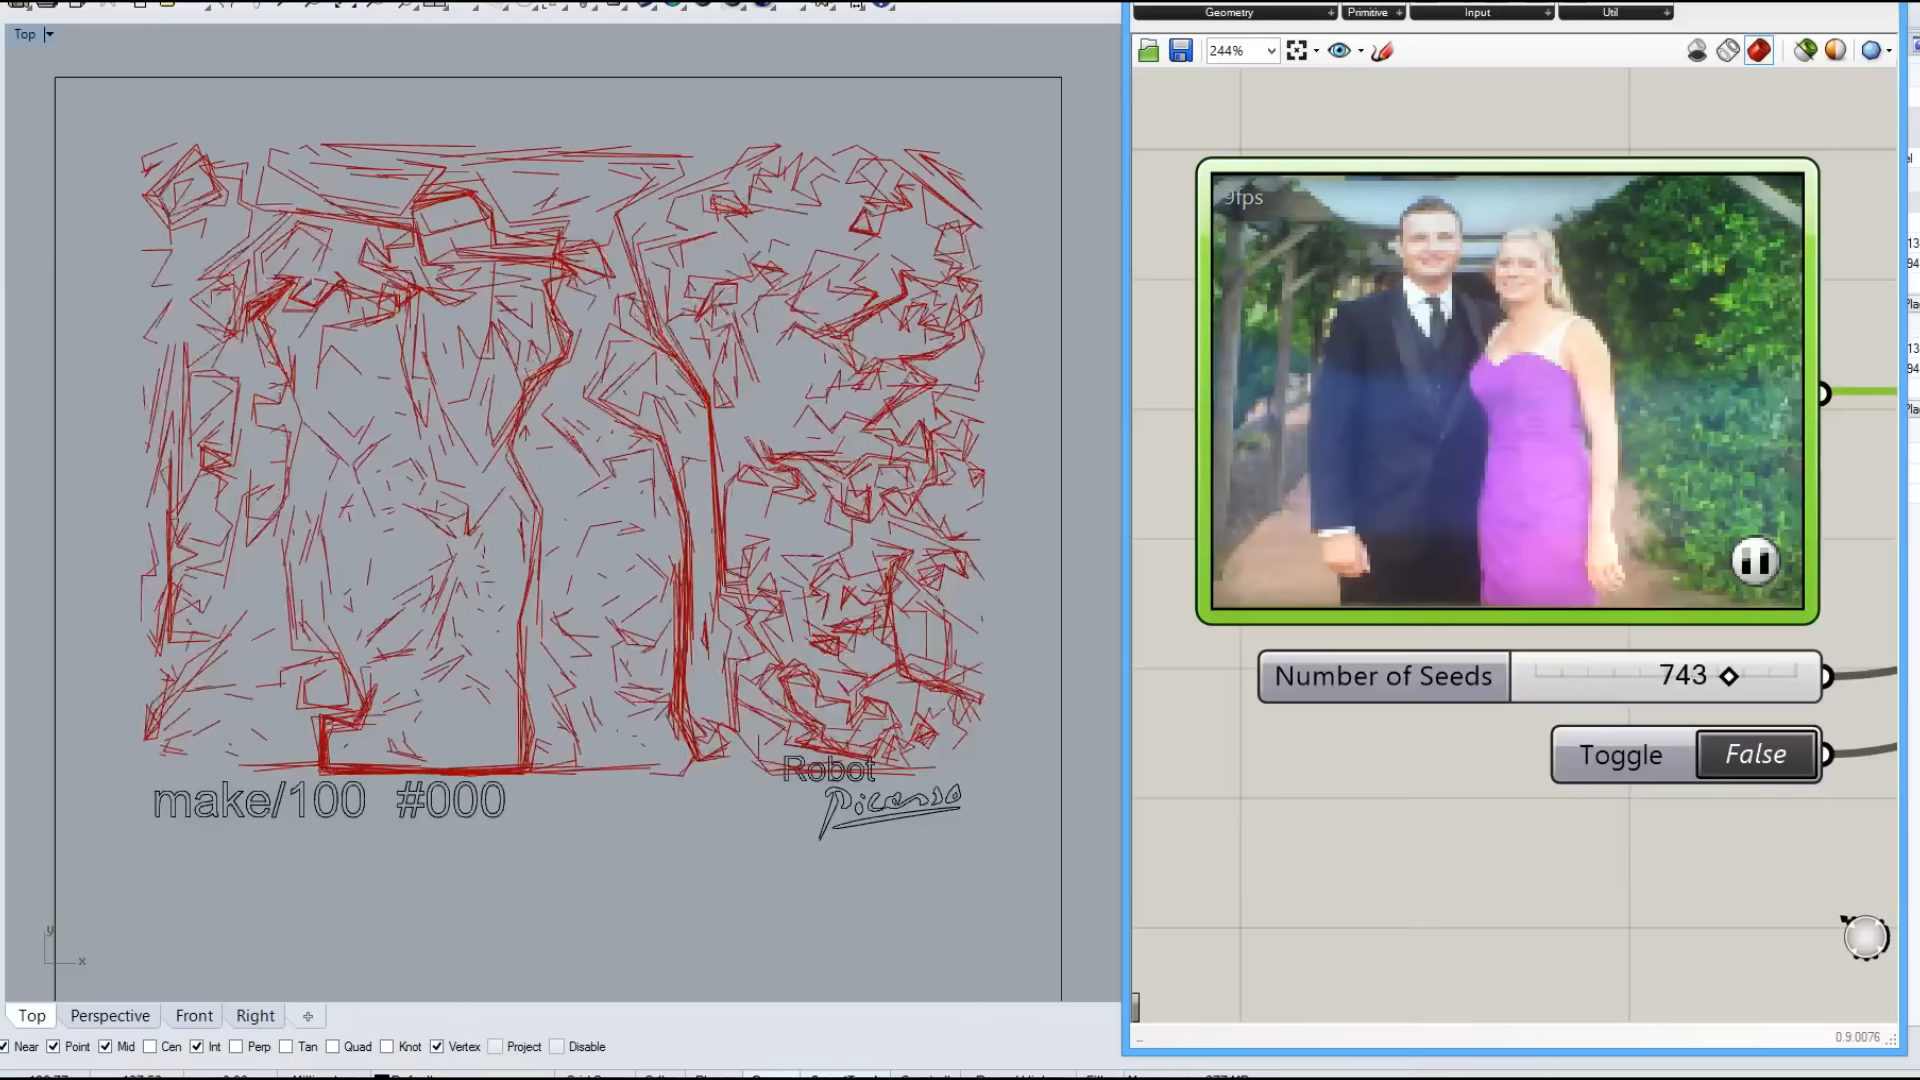 Top
make/100 #000
Robot
Picasso
y
x
Top Perspective Front Right
Near Point Mid Cen Int Perp Tan Quad Knot Vertex Project Disable
Geometry Primitive Input Util
244%
9fps
Number of Seeds 743
Toggle False
0.9.0076